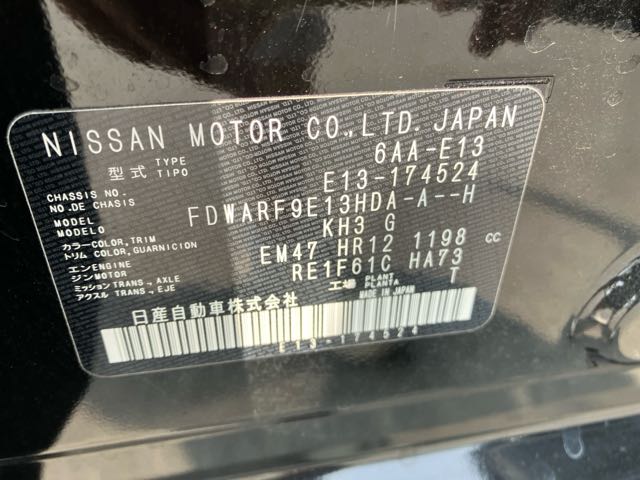 NISSAN MOTOR CO.,LTD. JAPAN
型式 TYPE TIPO 6AA-E13
CHASSIS NO. NO. DE CHASSIS E13-174524
MODEL MODELO FDWARF9E13HDA-A--H
カラー COLOR, TRIM トリム COLOR, GUARNICION KH3 G
エンジン ENGINE MOTOR EM47 HR12 1198 cc
ミッション TRANS., AXLE アクスル TRANS., EJE RE1F61C HA73
工場 PLANT PLANTA T
日産自動車株式会社 MADE IN JAPAN
E13-174524